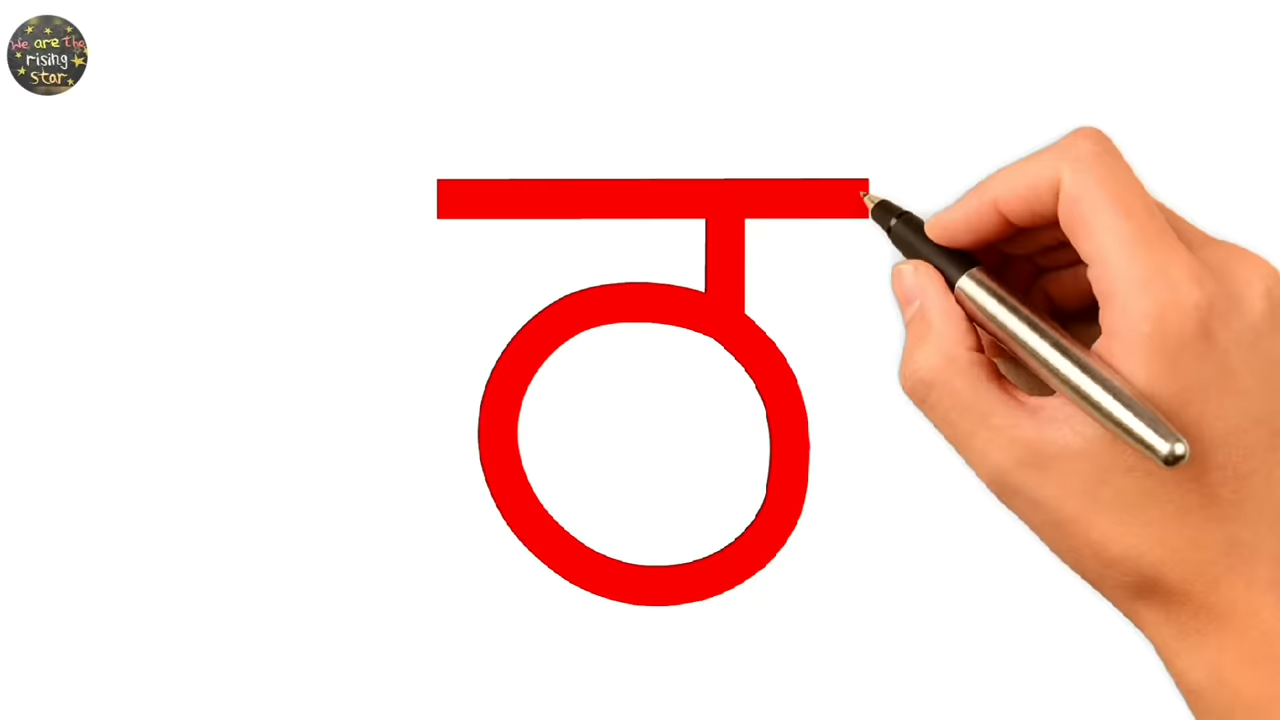 We are the
rising
star
ठ